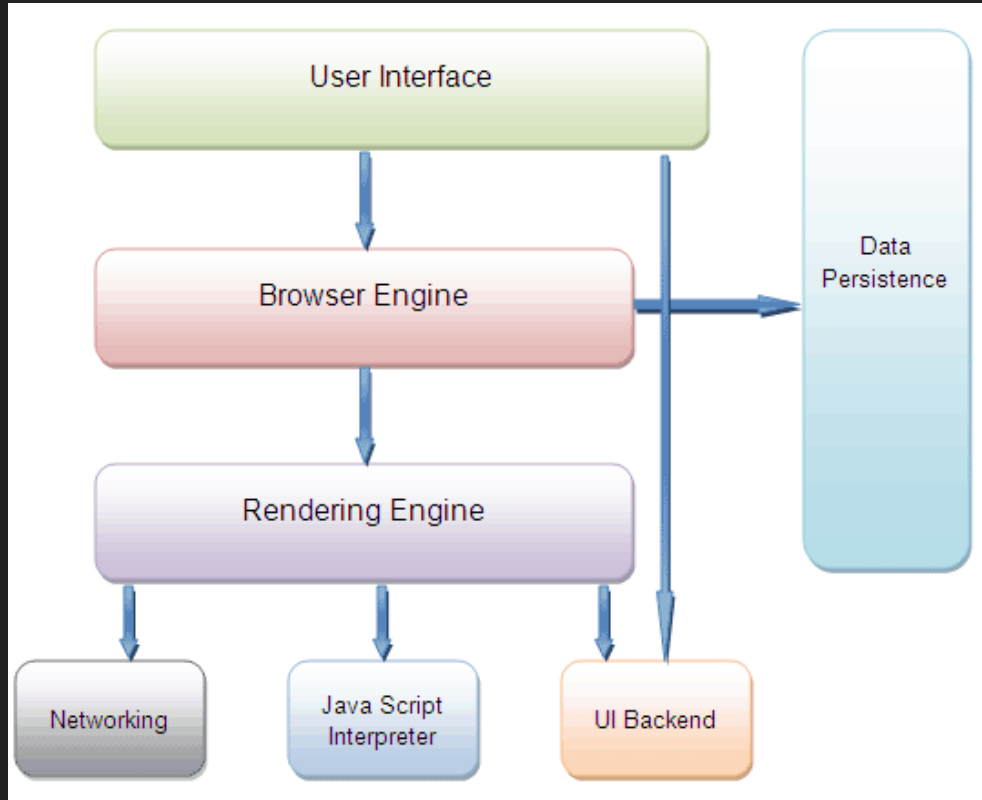 User Interface
Browser Engine
Data
Persistence
Rendering Engine
Networking
Java Script
Interpreter
UI Backend